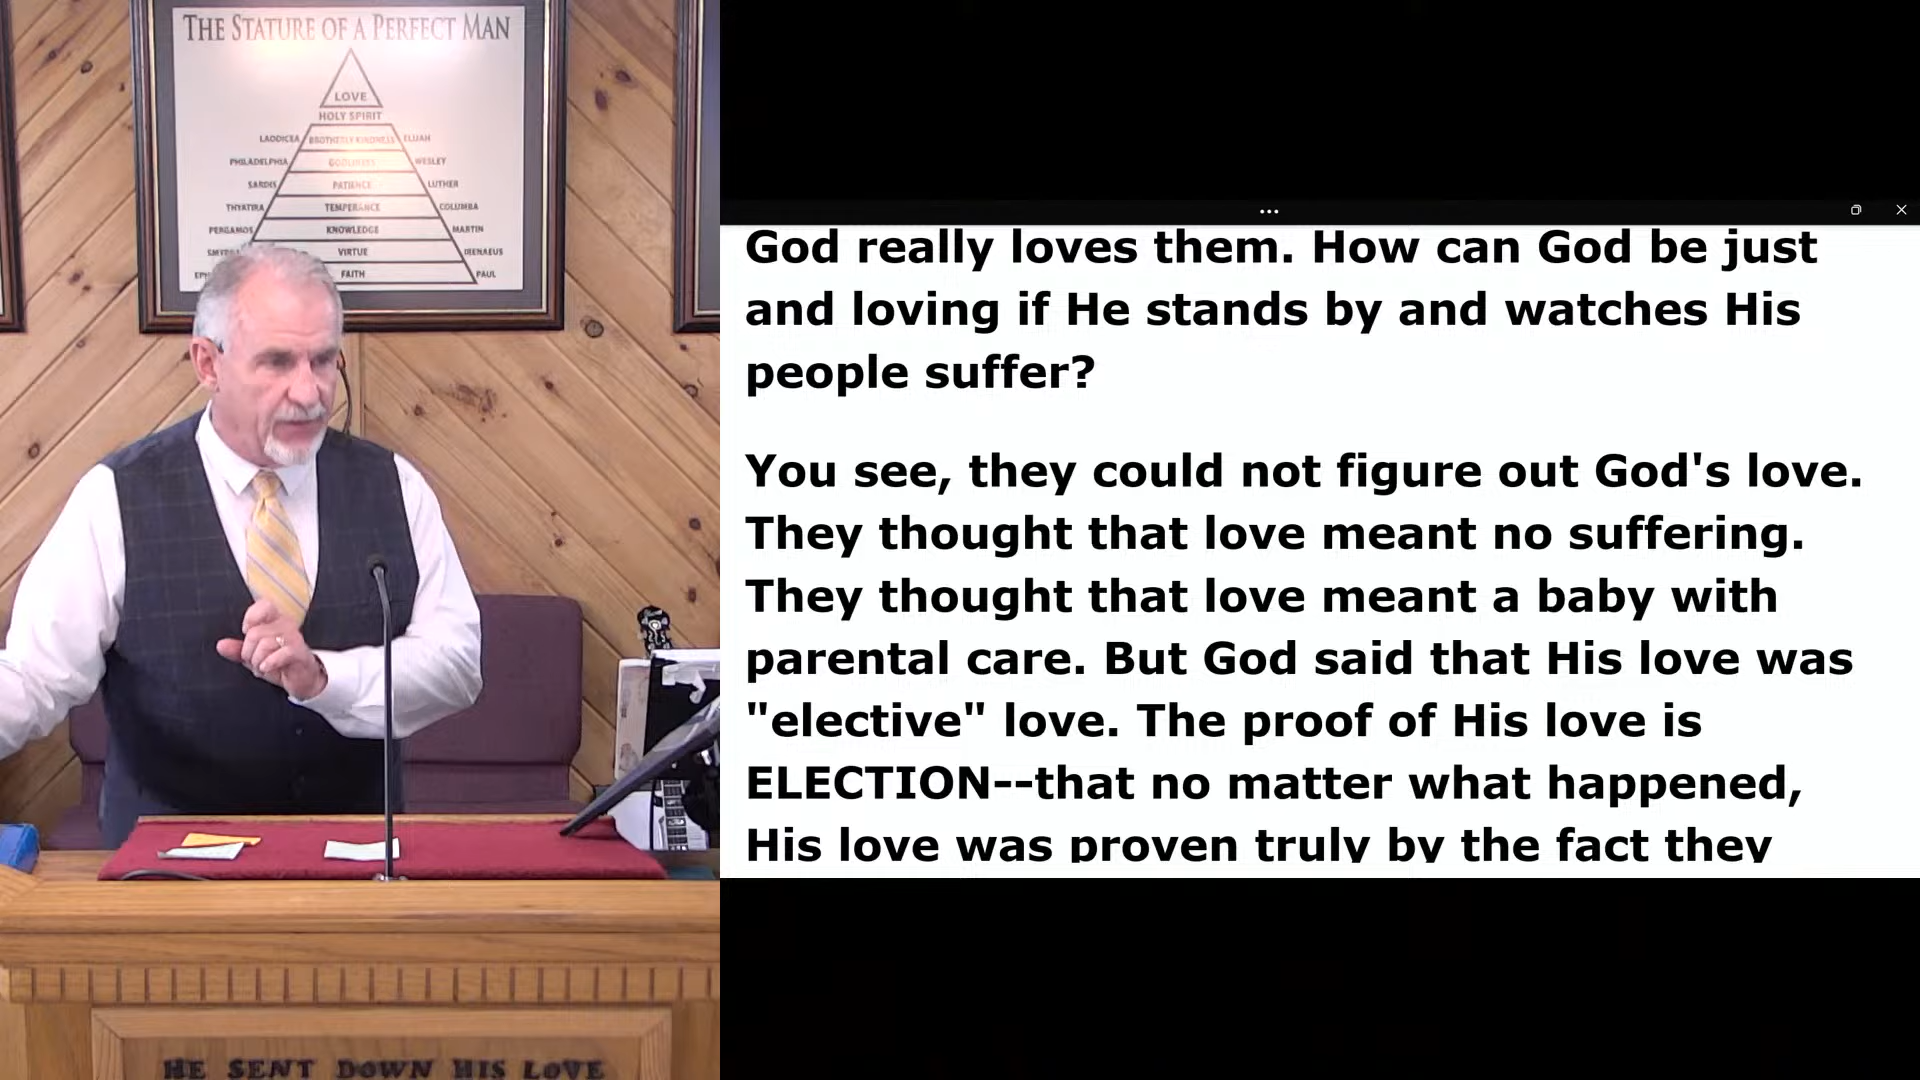 THE STATURE OF A PERFECT MAN
LOVE
HOLY SPIRIT
LAODICEA BROTHERLY KINDNESS ELIJAH
PHILADELPHIA GODLINESS WESLEY
SARDIS PATIENCE LUTHER
THYATIRA TEMPERANCE COLUMBA
PERGAMOS KNOWLEDGE MARTIN
VIRTUE IRENAEUS
FAITH PAUL
HE SENT DOWN HIS LOVE
God really loves them. How can God be just
and loving if He stands by and watches His
people suffer?
You see, they could not figure out God's love.
They thought that love meant no suffering.
They thought that love meant a baby with
parental care. But God said that His love was
"elective" love. The proof of His love is
ELECTION--that no matter what happened,
His love was proven truly by the fact they